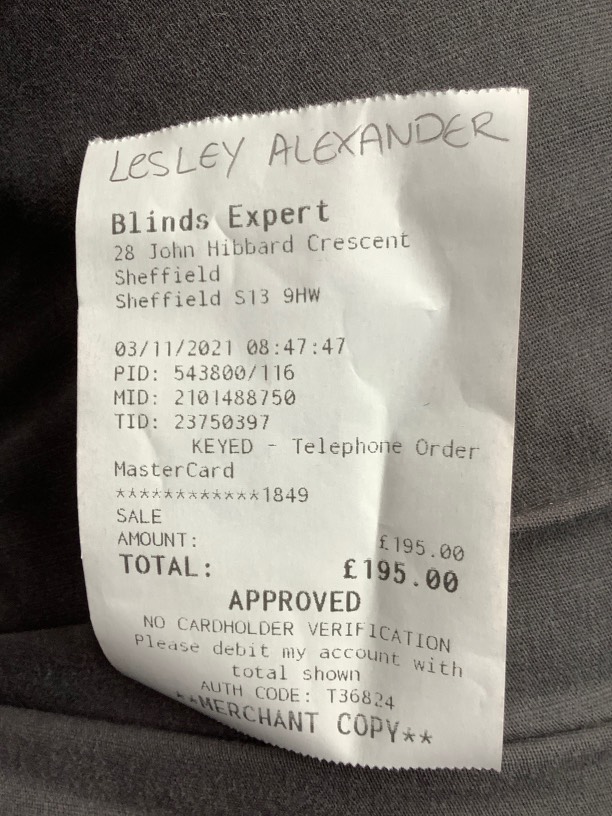 LESLEY ALEXANDER
Blinds Expert
28 John Hibbard Crescent
Sheffield
Sheffield S13 9HW
03/11/2021 08:47:47
PID: 543800/116
MID: 2101488750
TID: 23750397
KEYED - Telephone Order
MasterCard
************1849
SALE
AMOUNT: £195.00
TOTAL: £195.00
APPROVED
NO CARDHOLDER VERIFICATION
Please debit my account with
total shown
AUTH CODE: T36824
**MERCHANT COPY**